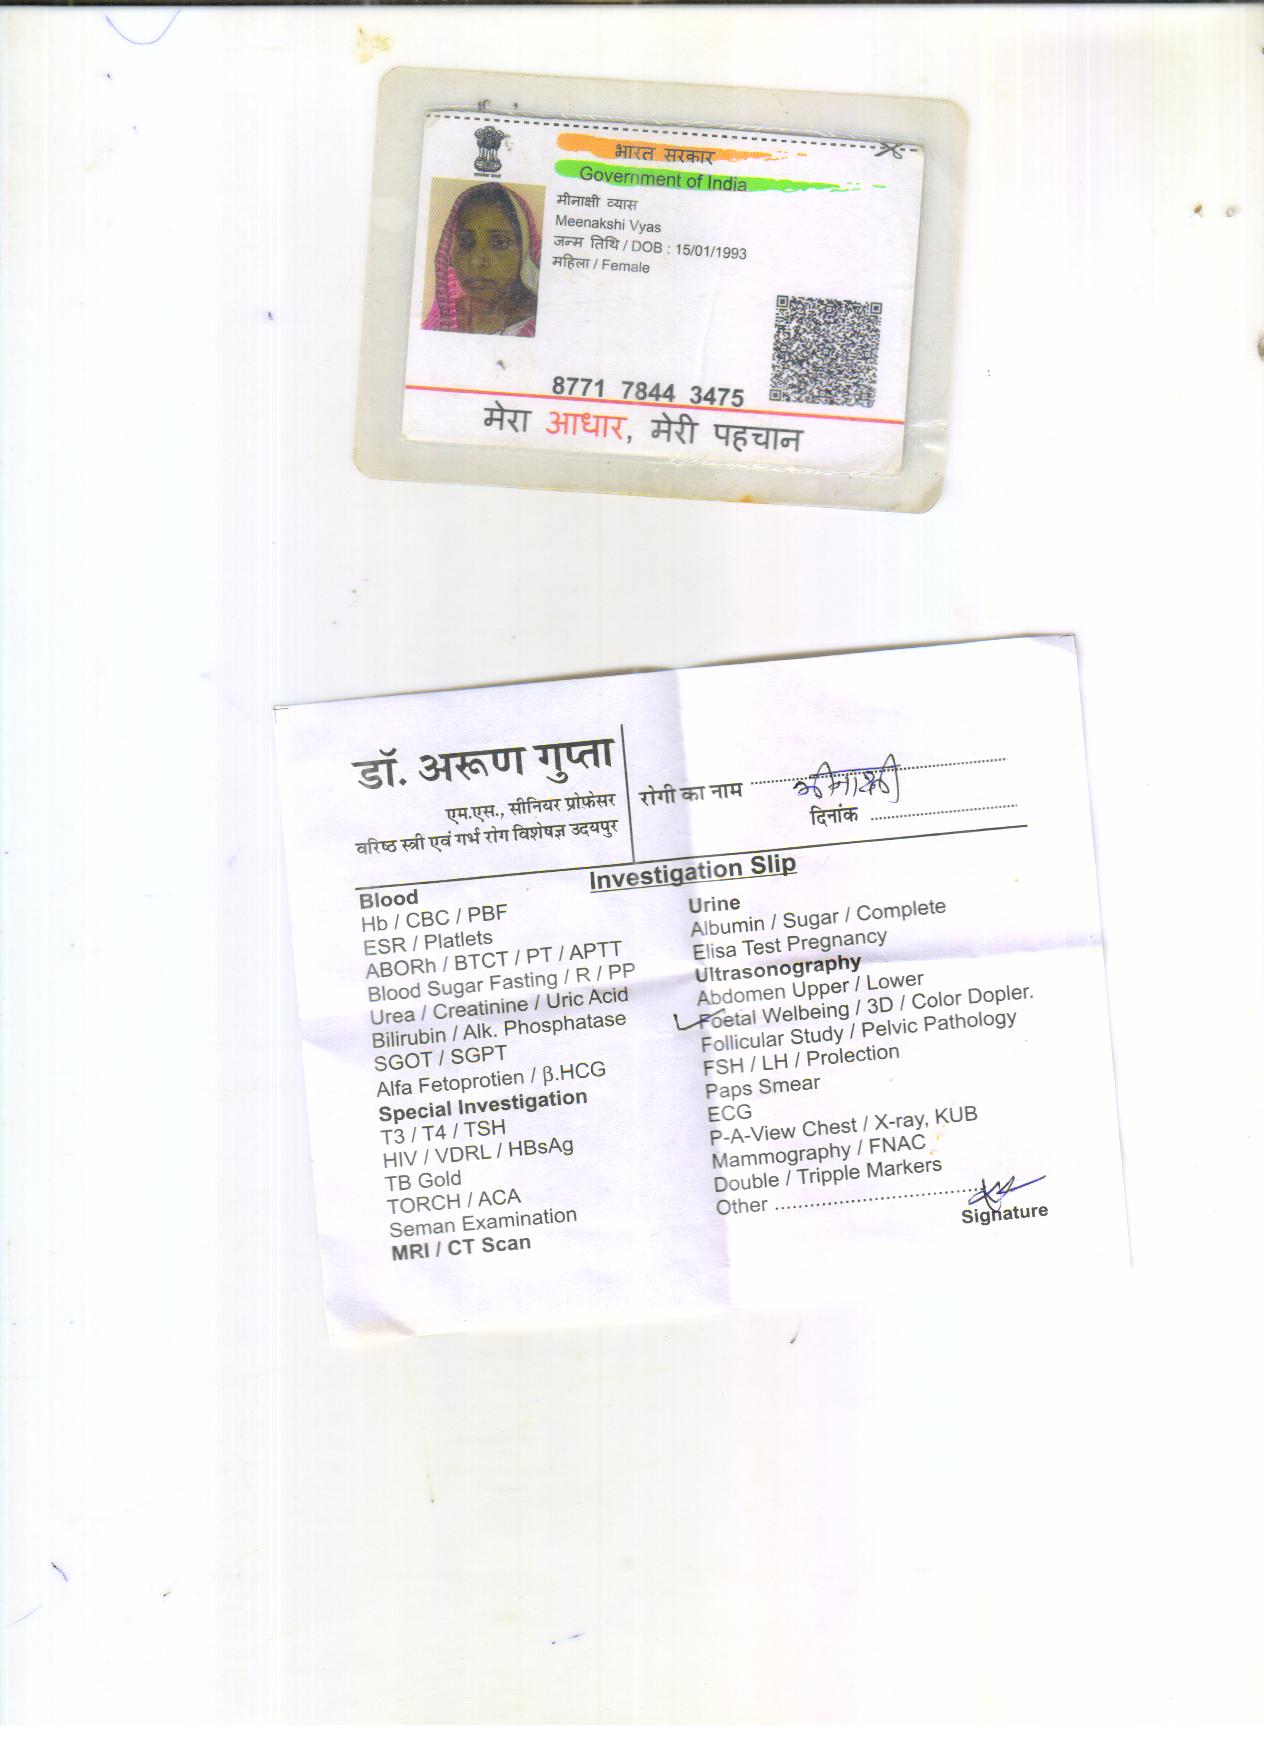 भारत सरकार
Government of India
मीनाक्षी व्यास
Meenakshi Vyas
जन्म तिथि / DOB : 15/01/1993
महिला / Female
8771 7844 3475
मेरा आधार, मेरी पहचान
डॉ. अरूण गुप्ता
एम.एस., सीनियर प्रोफ़ेसर
वरिष्ठ स्त्री एवं गर्भ रोग विशेषज्ञ उदयपुर
रोगी का नाम मीनाक्षी
दिनांक
Investigation Slip
Blood
Hb / CBC / PBF
ESR / Platlets
ABORh / BTCT / PT / APTT
Blood Sugar Fasting / R / PP
Urea / Creatinine / Uric Acid
Bilirubin / Alk. Phosphatase
SGOT / SGPT
Alfa Fetoprotien / β.HCG
Special Investigation
T3 / T4 / TSH
HIV / VDRL / HBsAg
TB Gold
TORCH / ACA
Seman Examination
MRI / CT Scan
Urine
Albumin / Sugar / Complete
Elisa Test Pregnancy
Ultrasonography
Abdomen Upper / Lower
Foetal Welbeing / 3D / Color Dopler.
Follicular Study / Pelvic Pathology
FSH / LH / Prolection
Paps Smear
ECG
P-A-View Chest / X-ray, KUB
Mammography / FNAC
Double / Tripple Markers
Other
Signature